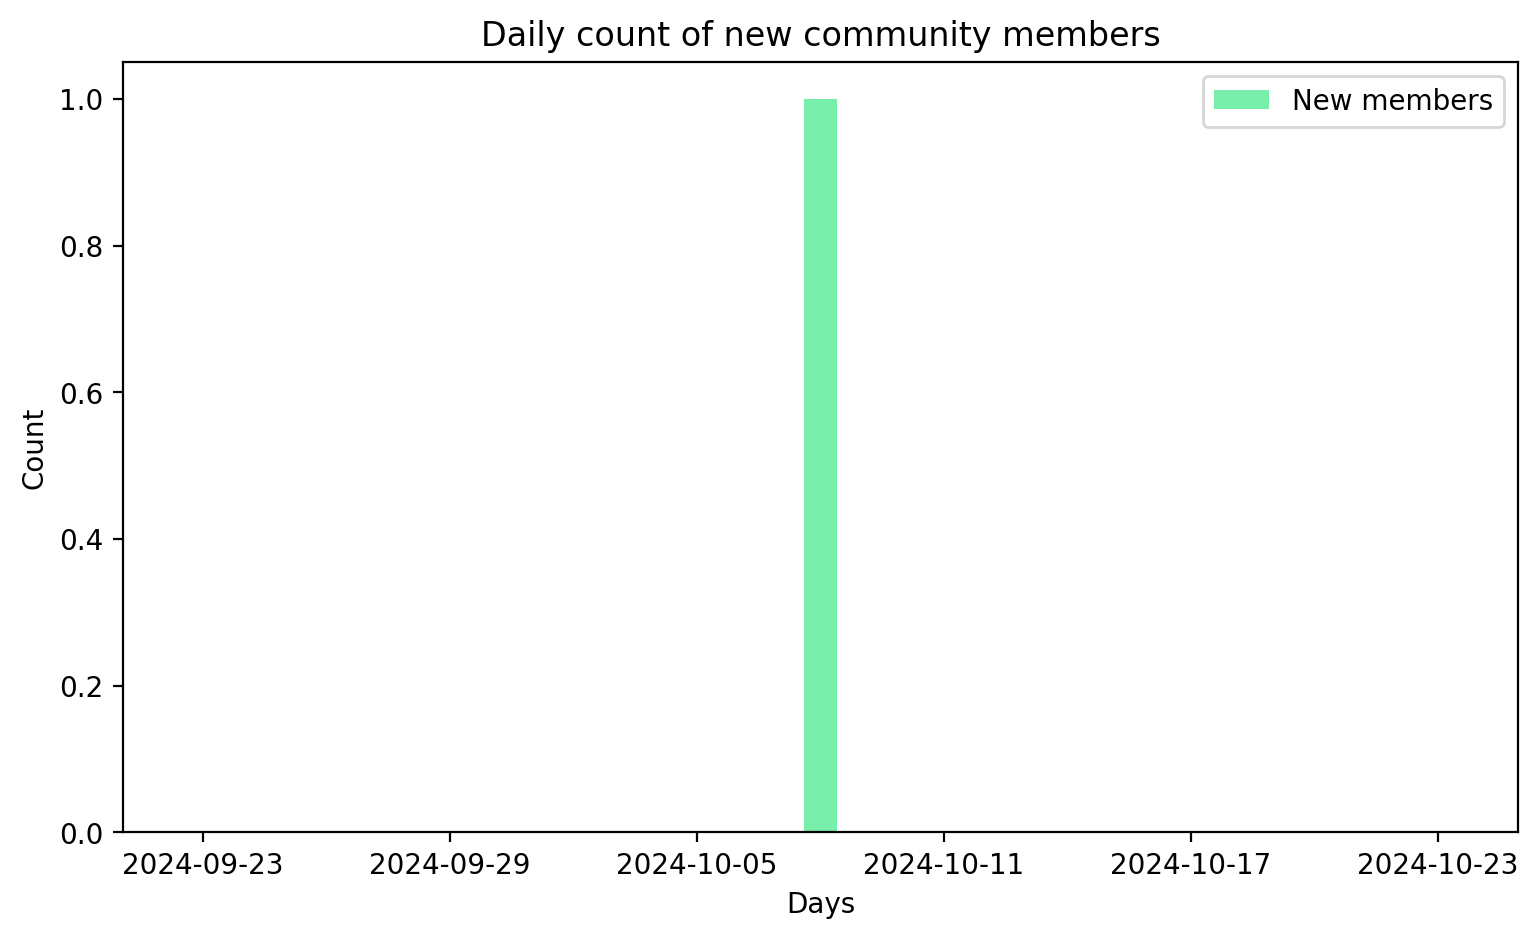 Daily count of new community members
New members
1.0
0.8
0.6
0.4
0.2
0.0
Count
2024-09-23 2024-09-29 2024-10-05 2024-10-11 2024-10-17 2024-10-23
Days